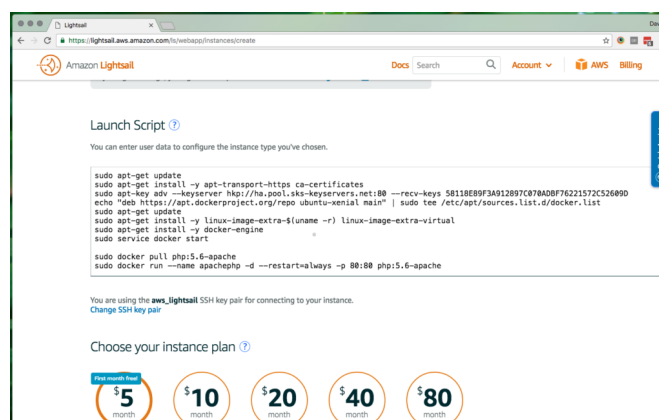 Lightsail
Dev
https://lightsail.aws.amazon.com/ls/webapp/instances/create
Amazon Lightsail
Docs
Search
Account
AWS
Billing
Launch Script ?
You can enter user data to configure the instance type you've chosen.
sudo apt-get update
sudo apt-get install -y apt-transport-https ca-certificates
sudo apt-key adv --keyserver hkp://ha.pool.sks-keyservers.net:80 --recv-keys 58118E89F3A912897C070ADBF76221572C52609D
echo "deb https://apt.dockerproject.org/repo ubuntu-xenial main" | sudo tee /etc/apt/sources.list.d/docker.list
sudo apt-get update
sudo apt-get install -y linux-image-extra-$(uname -r) linux-image-extra-virtual
sudo apt-get install -y docker-engine
sudo service docker start
sudo docker pull php:5.6-apache
sudo docker run --name apachephp -d --restart=always -p 80:80 php:5.6-apache
You are using the aws_lightsail SSH key pair for connecting to your instance.
Change SSH key pair
Choose your instance plan ?
First month free!
$5 $10 $20 $40 $80
month month month month month